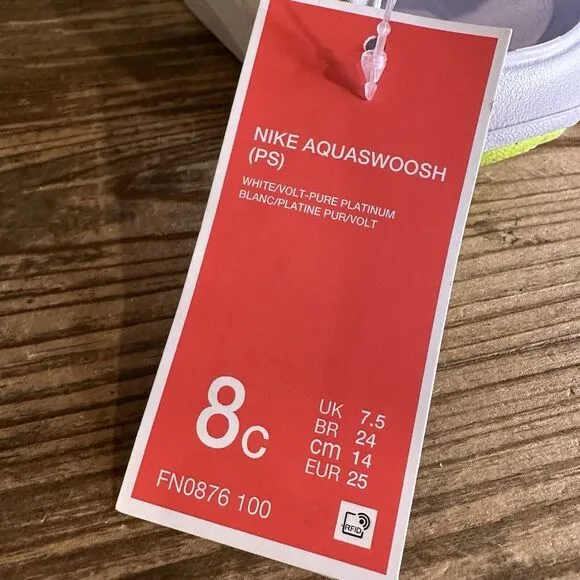 NIKE AQUASWOOSH
(PS)
WHITE/VOLT-PURE PLATINUM
BLANC/PLATINE PUR/VOLT
8C
UK 7.5
BR 24
cm 14
EUR 25
FN0876 100
RFID